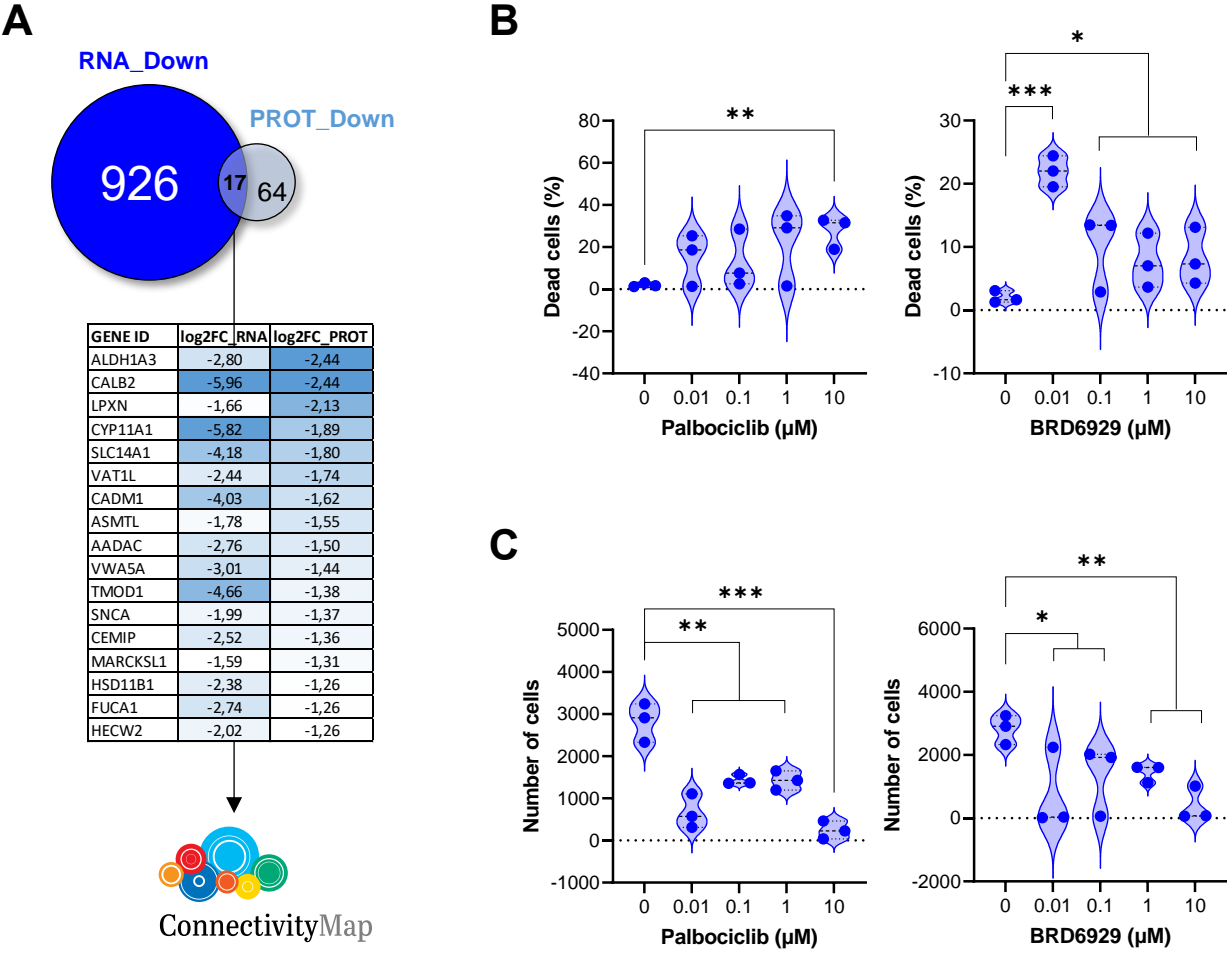 A
RNA_Down
PROT_Down
926
17
64
GENE ID log2FC_RNA log2FC_PROT
ALDH1A3 -2,80 -2,44
CALB2 -5,96 -2,44
LPXN -1,66 -2,13
CYP11A1 -5,82 -1,89
SLC14A1 -4,18 -1,80
VAT1L -2,44 -1,74
CADM1 -4,03 -1,62
ASMTL -1,78 -1,55
AADAC -2,76 -1,50
VWA5A -3,01 -1,44
TMOD1 -4,66 -1,38
SNCA -1,99 -1,37
CEMIP -2,52 -1,36
MARCKSL1 -1,59 -1,31
HSD11B1 -2,38 -1,26
FUCA1 -2,74 -1,26
HECW2 -2,02 -1,26
ConnectivityMap
B
Dead cells (%)
80
60
40
20
0
-20
-40
**
0 0.01 0.1 1 10
Palbociclib (μM)
Dead cells (%)
30
20
10
0
-10
*
***
0 0.01 0.1 1 10
BRD6929 (μM)
C
Number of cells
5000
4000
3000
2000
1000
0
-1000
***
**
0 0.01 0.1 1 10
Palbociclib (μM)
Number of cells
6000
4000
2000
0
-2000
**
*
0 0.01 0.1 1 10
BRD6929 (μM)